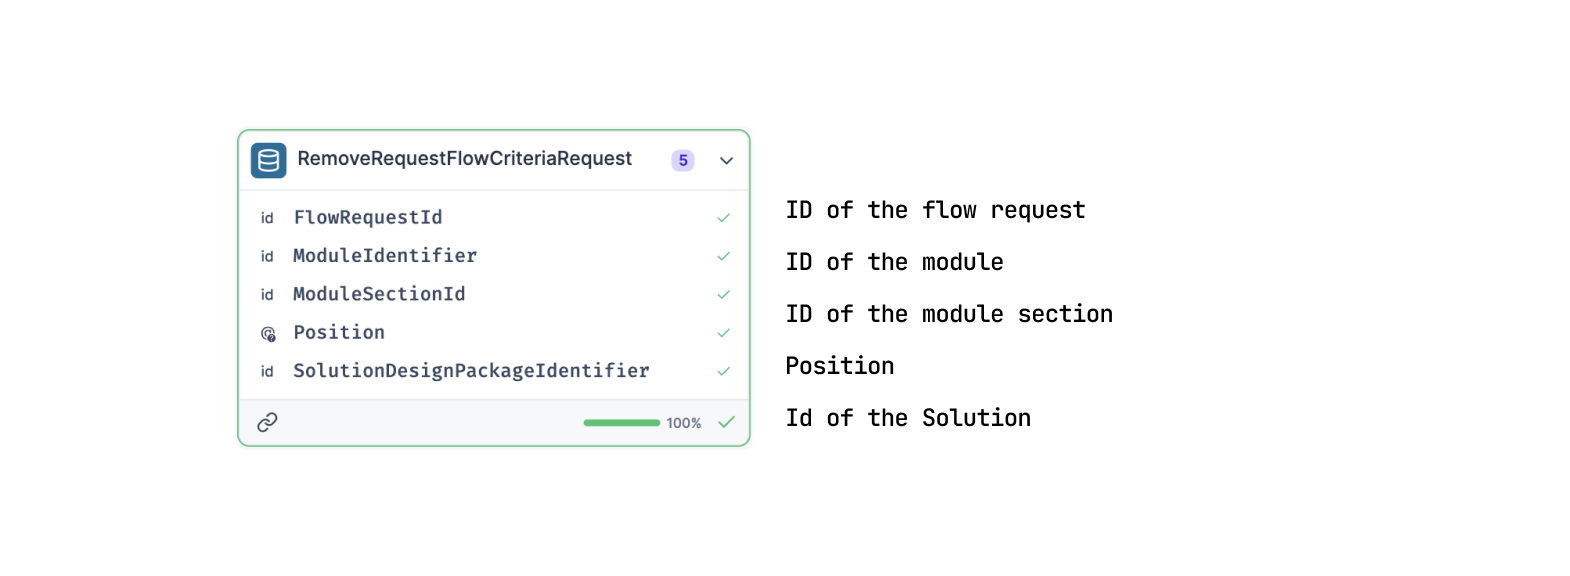 RemoveRequestFlowCriteriaRequest 5
id FlowRequestId
ID of the flow request
id ModuleIdentifier
ID of the module
id ModuleSectionId
ID of the module section
Position
Position
id SolutionDesignPackageIdentifier
Id of the Solution
100%